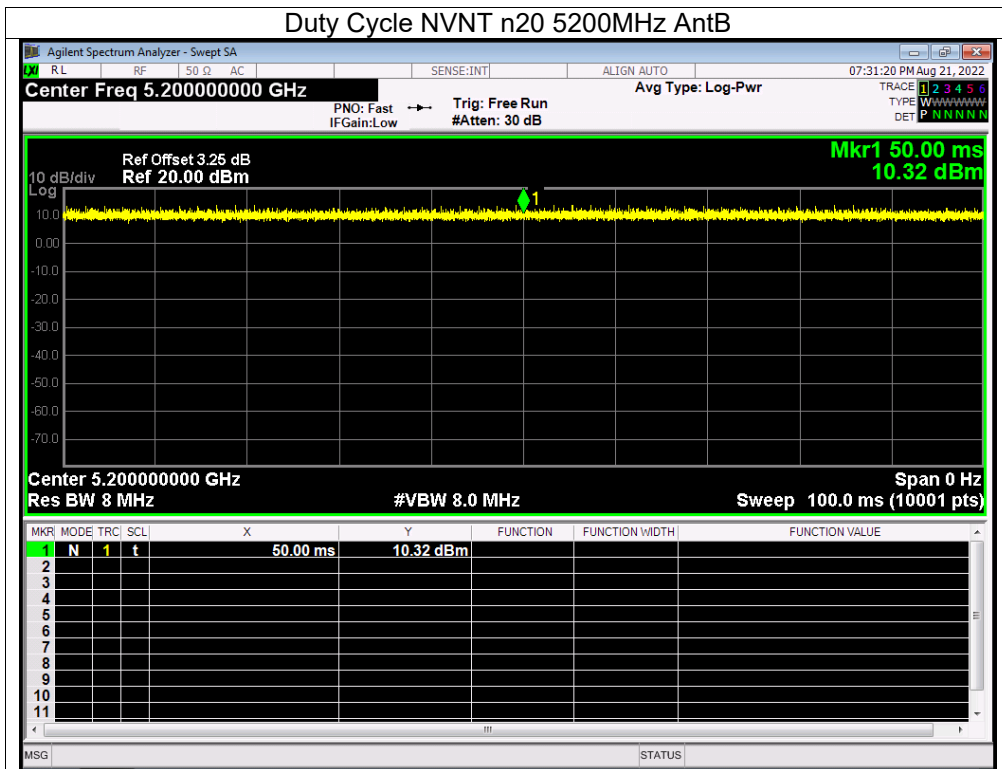 Duty Cycle NVNT n20 5200MHz AntB
Agilent Spectrum Analyzer - Swept SA
LXI RL RF 50 Ω AC SENSE:INT ALIGN AUTO 07:31:20 PM Aug 21, 2022
Center Freq 5.200000000 GHz Avg Type: Log-Pwr TRACE 1 2 3 4 5 6
PNO: Fast Trig: Free Run TYPE WWWWWW
IFGain:Low #Atten: 30 dB DET P N N N N N
Mkr1 50.00 ms
Ref Offset 3.25 dB
10 dB/div Ref 20.00 dBm 10.32 dBm
Log
1
10.0
0.00
-10.0
-20.0
-30.0
-40.0
-50.0
-60.0
-70.0
Center 5.200000000 GHz Span 0 Hz
Res BW 8 MHz #VBW 8.0 MHz Sweep 100.0 ms (10001 pts)
MKR MODE TRC SCL X Y FUNCTION FUNCTION WIDTH FUNCTION VALUE
1 N 1 t 50.00 ms 10.32 dBm
2
3
4
5
6
7
8
9
10
11
MSG STATUS